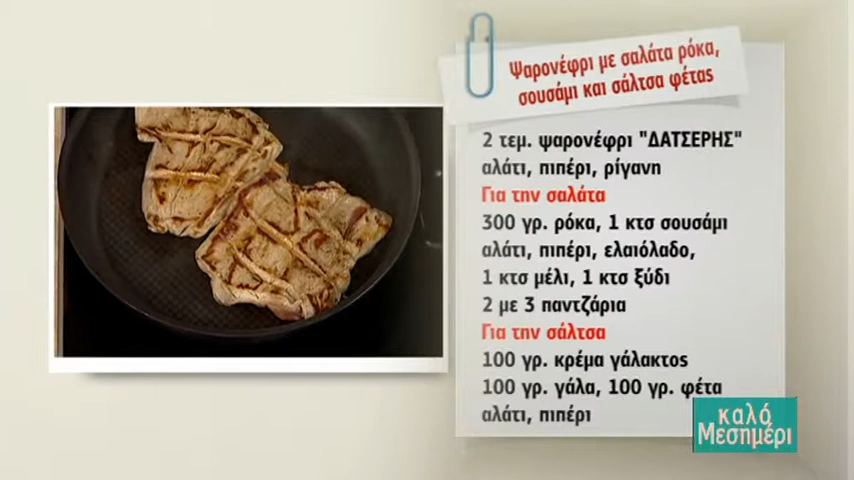 Ψαρονέφρι με σαλάτα ρόκα,
σουσάμι και σάλτσα φέτας
2 τεμ. ψαρονέφρι "ΔΑΤΣΕΡΗΣ"
αλάτι, πιπέρι, ρίγανη
Για την σαλάτα
300 γρ. ρόκα, 1 κτσ σουσάμι
αλάτι, πιπέρι, ελαιόλαδο,
1 κτσ μέλι, 1 κτσ ξύδι
2 με 3 παντζάρια
Για την σάλτσα
100 γρ. κρέμα γάλακτος
100 γρ. γάλα, 100 γρ. φέτα
αλάτι, πιπέρι
καλό
Μεσημέρι